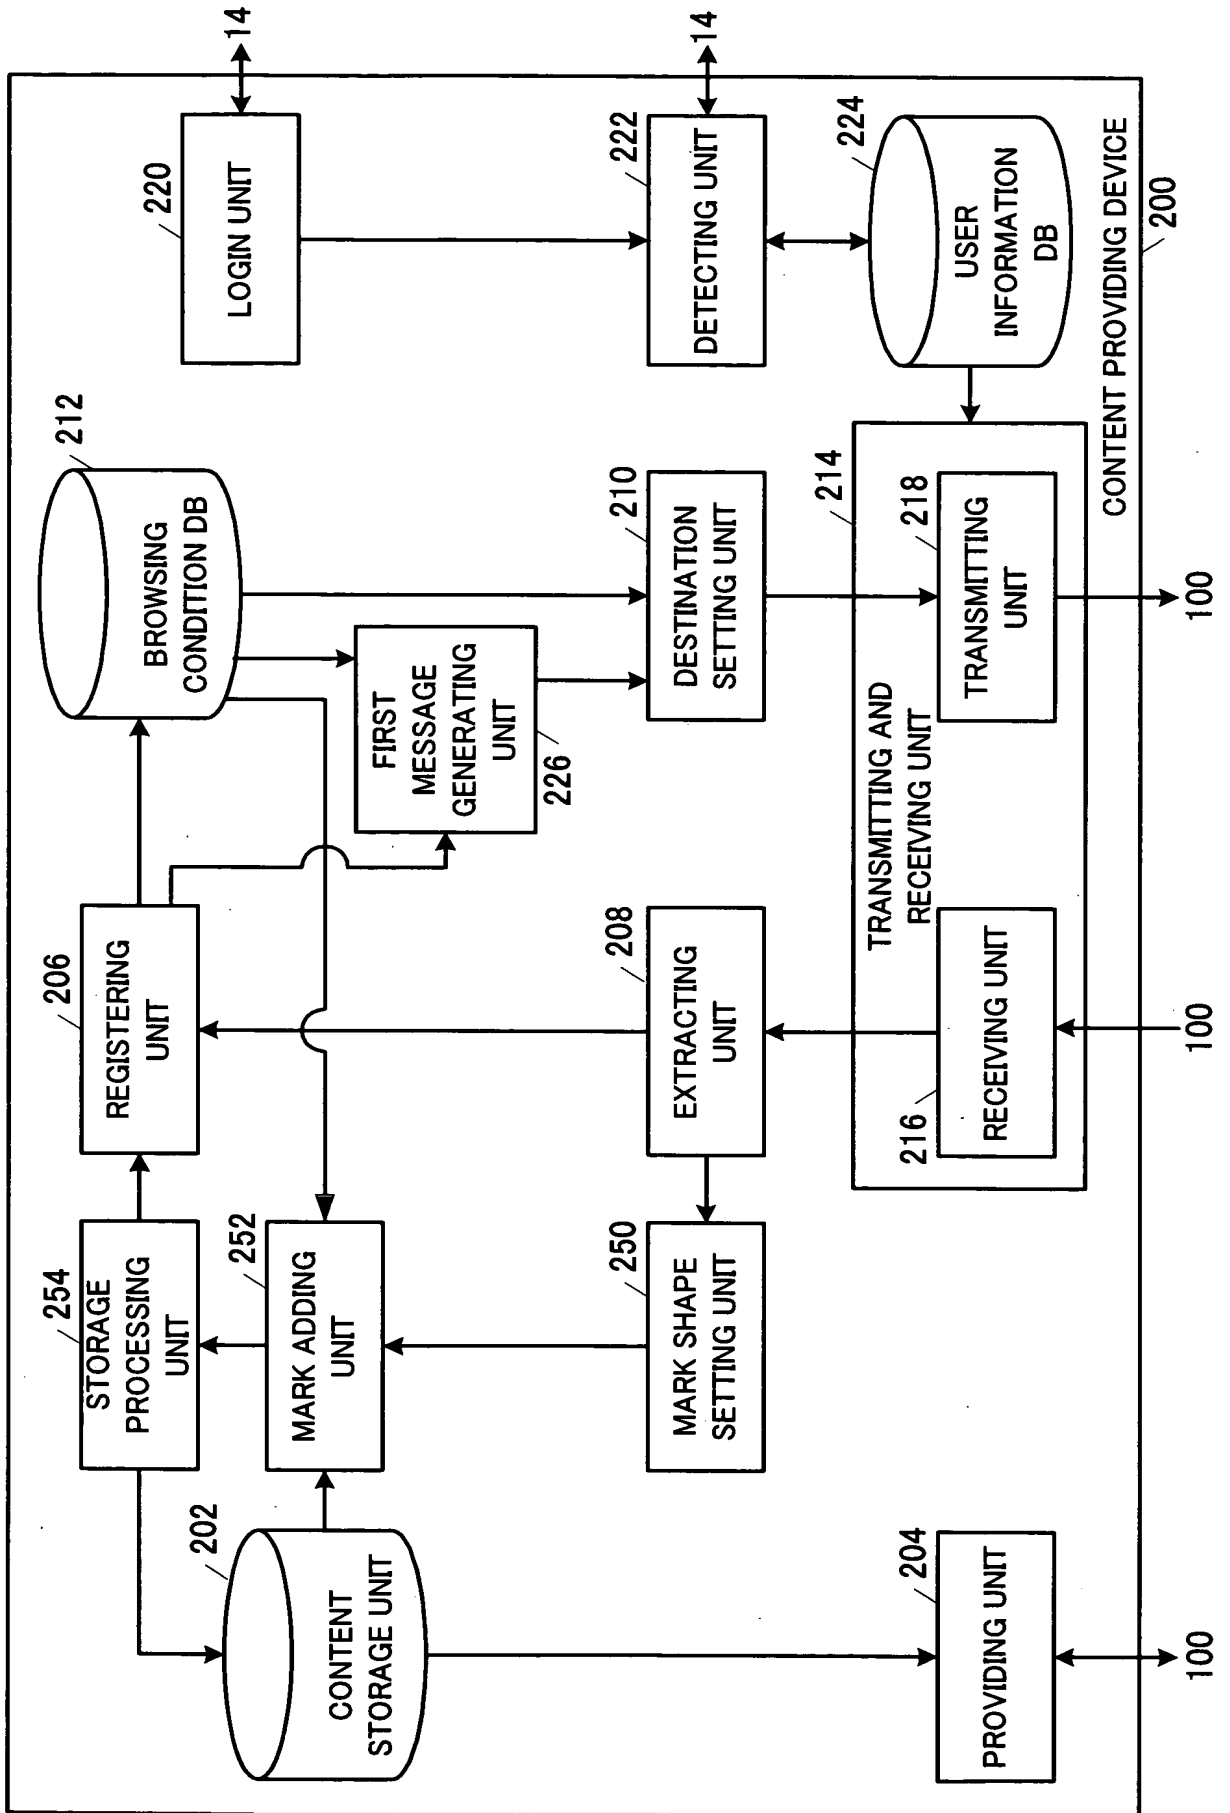 202
CONTENT
STORAGE UNIT
254
STORAGE
PROCESSING
UNIT
206
REGISTERING
UNIT
212
BROWSING
CONDITION DB
220
LOGIN UNIT
14
252
MARK ADDING
UNIT
FIRST
MESSAGE
GENERATING
UNIT
226
250
MARK SHAPE
SETTING UNIT
208
EXTRACTING
UNIT
210
DESTINATION
SETTING UNIT
222
DETECTING UNIT
14
204
PROVIDING UNIT
TRANSMITTING AND
RECEIVING UNIT
214
216
RECEIVING UNIT
218
TRANSMITTING
UNIT
224
USER
INFORMATION
DB
CONTENT PROVIDING DEVICE
200
100
100
100